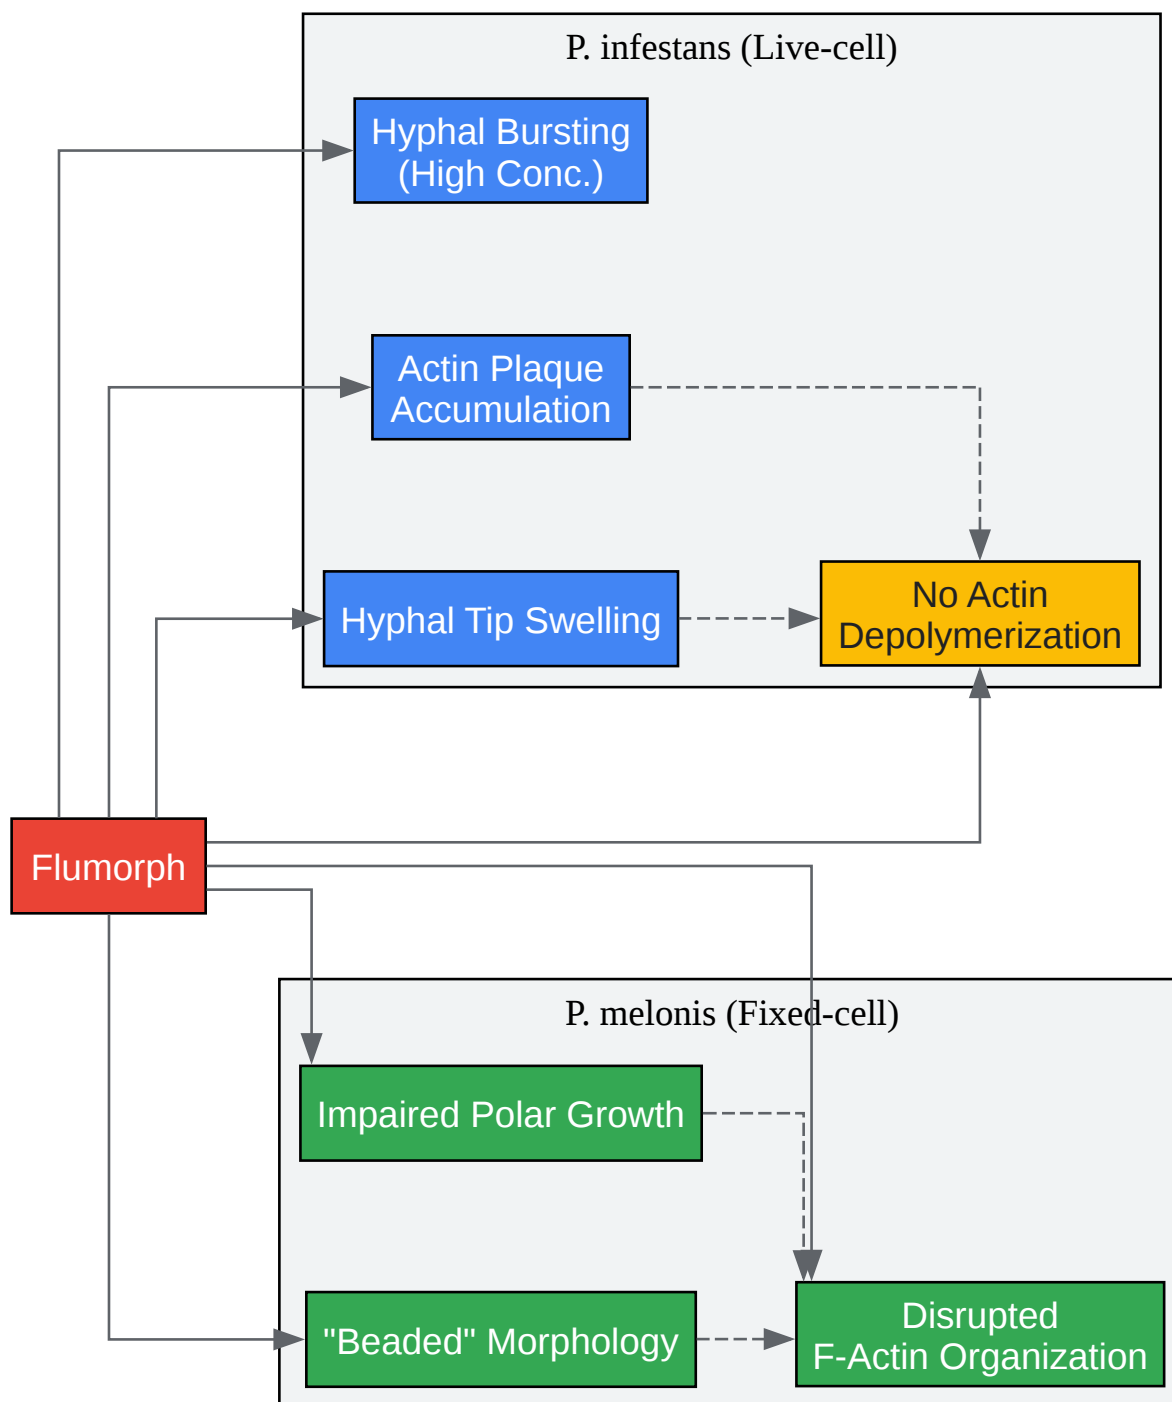 P. infestans (Live-cell)
Hyphal Bursting
(High Conc.)
Actin Plaque
Accumulation
Hyphal Tip Swelling
No Actin
Depolymerization
Flumorph
P. melonis (Fixed-cell)
Impaired Polar Growth
"Beaded" Morphology
Disrupted
F-Actin Organization